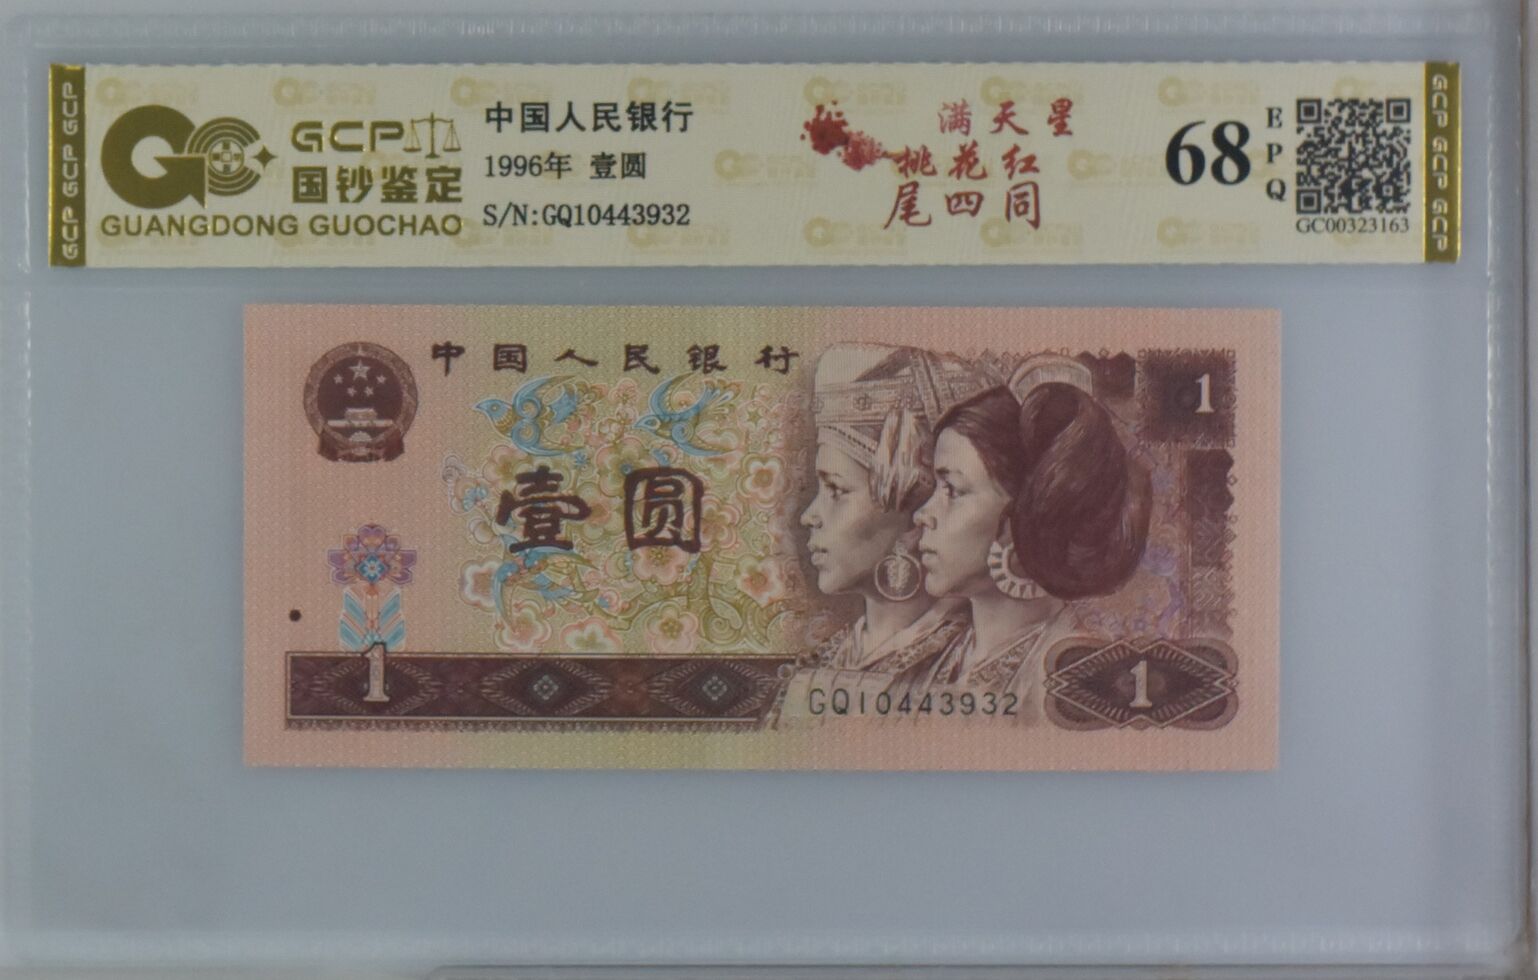 GCP GCP GCP
GCP
国钞鉴定
GUANGDONG GUOCHAO
中国人民银行
1996年 壹圆
S/N:GQ10443932
满天星
桃花红
尾四同
68
EPQ
GC00323163
GCP GCP GCP
中国人民银行
1
壹圆
1
GQ10443932
1